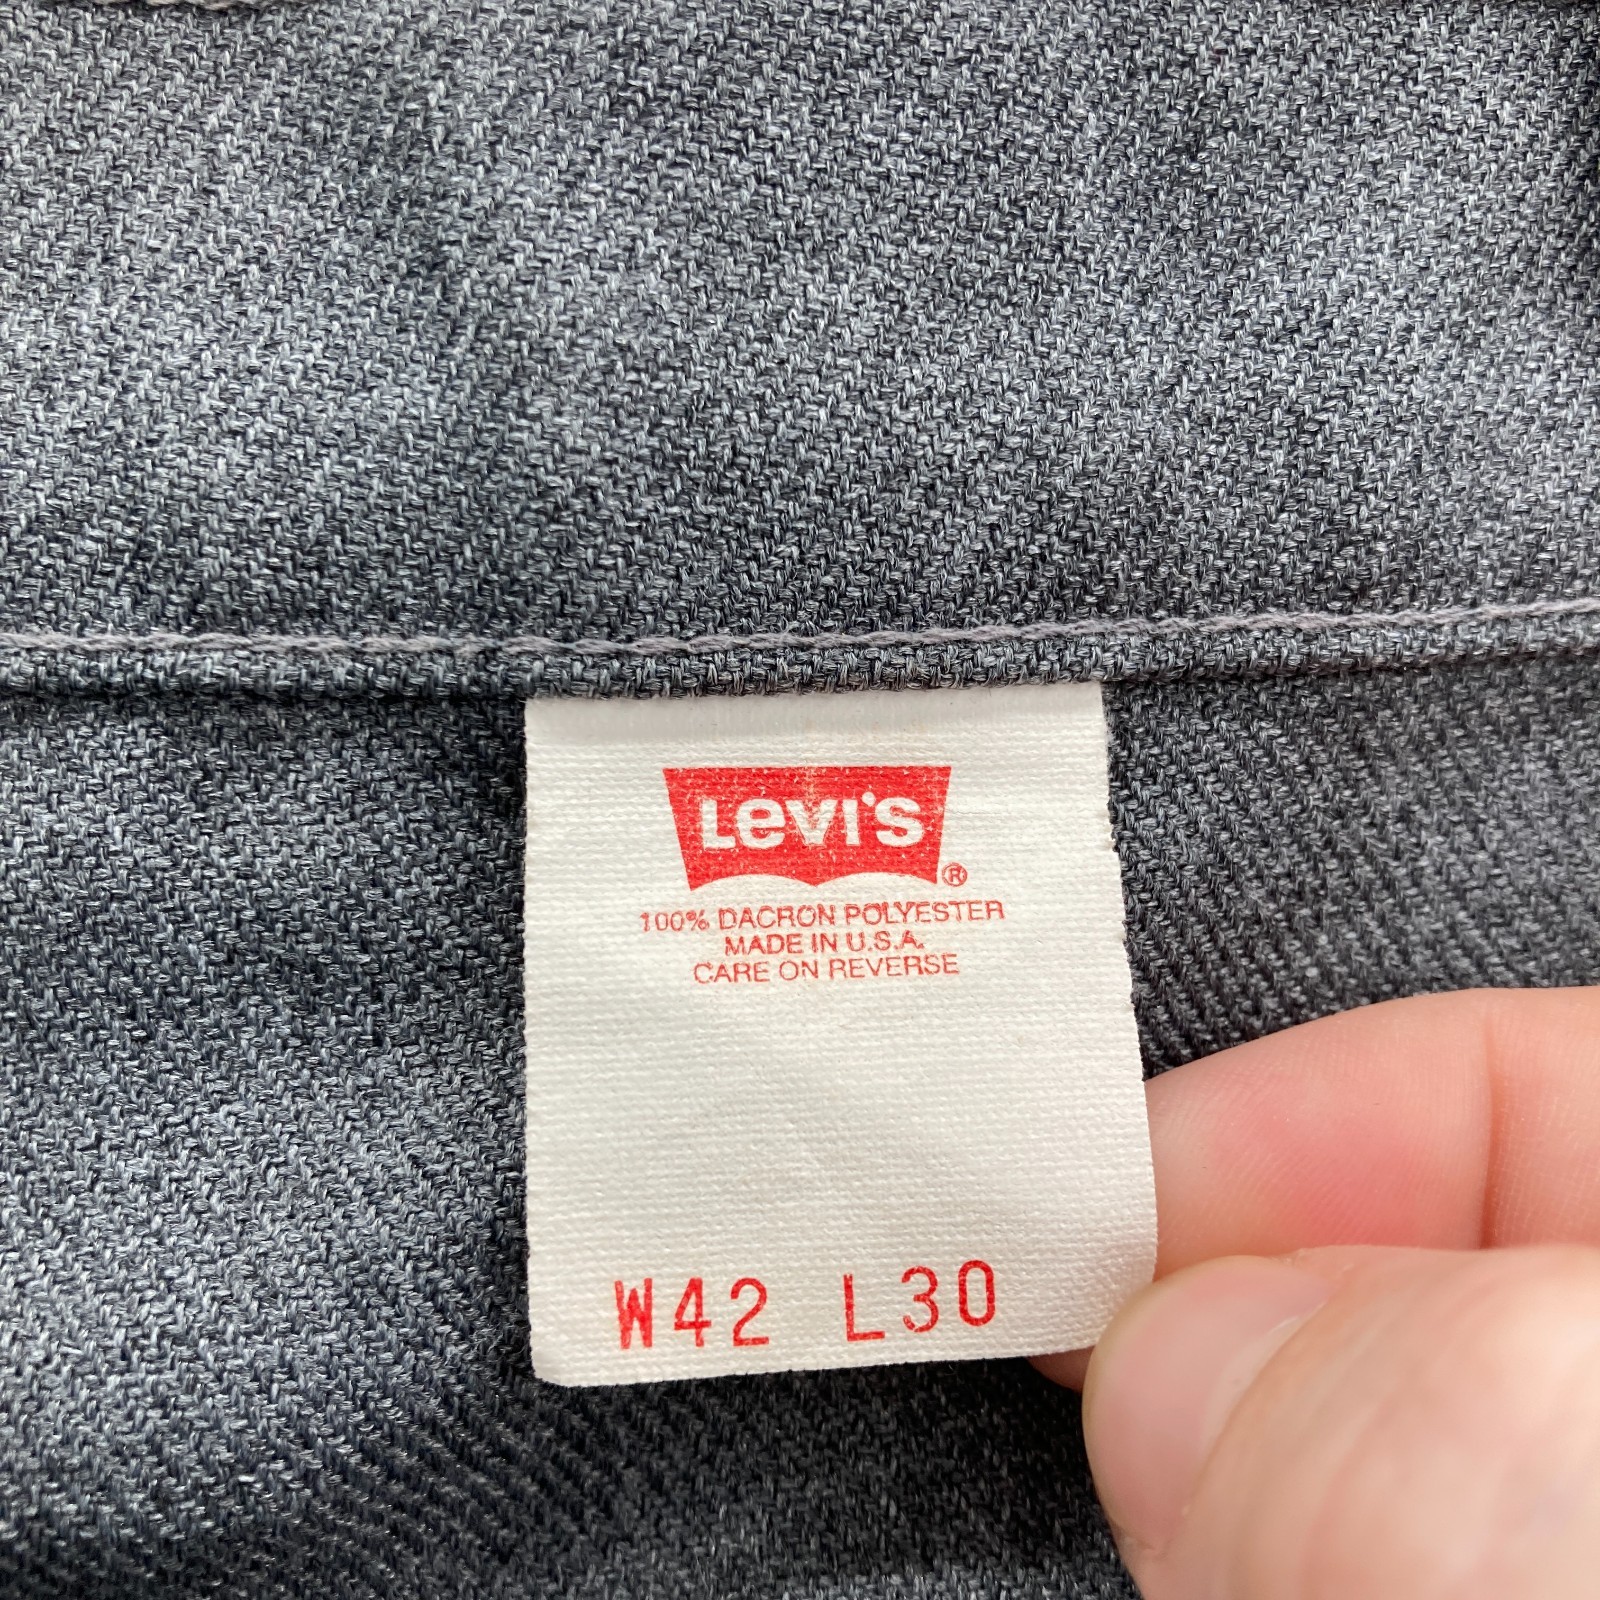 Levi's ®
100% DACRON POLYESTER
MADE IN U.S.A.
CARE ON REVERSE
W42 L30